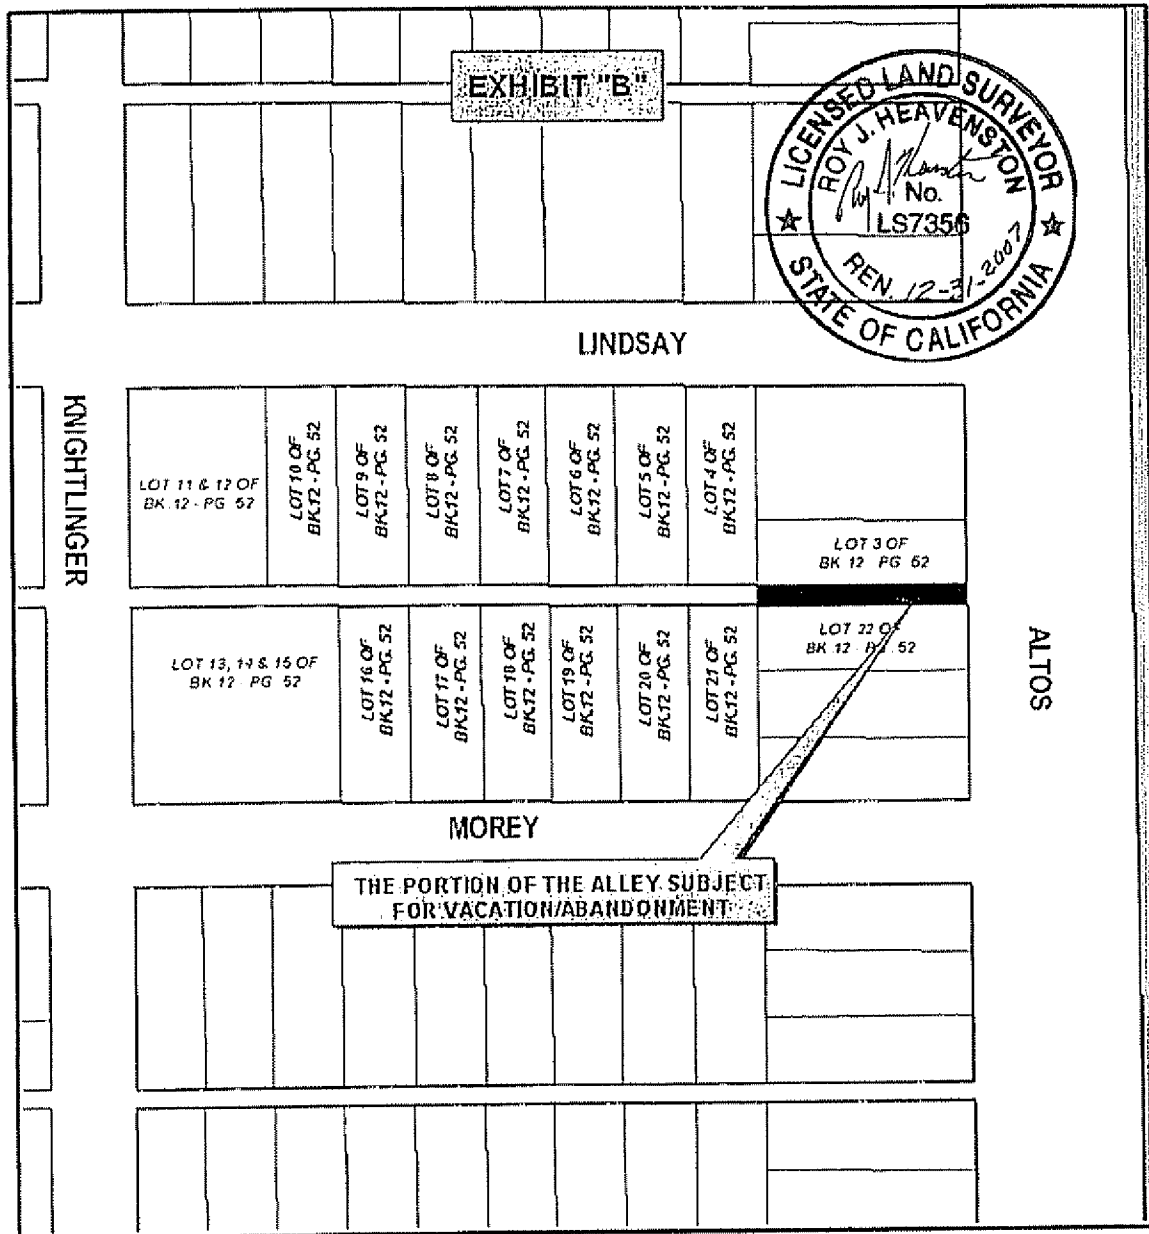 EXHIBIT "B"
LICENSED LAND SURVEYOR
ROY J. HEAVENSTON
No.
LS7356
REN. 12-31-2007
STATE OF CALIFORNIA
LINDSAY
KNIGHTLINGER
LOT 11 & 12 OF
BK. 12 - PG 52
LOT 10 OF
BK.12 - PG. 52
LOT 9 OF
BK.12 - PG. 52
LOT 8 OF
BK.12 - PG. 52
LOT 7 OF
BK.12 - PG. 52
LOT 6 OF
BK.12 - PG. 52
LOT 5 OF
BK.12 - PG. 52
LOT 4 OF
BK.12 - PG. 52
LOT 3 OF
BK 12 PG 52
LOT 13, 14 & 15 OF
BK 12 - PG 52
LOT 16 OF
BK.12 - PG. 52
LOT 17 OF
BK.12 - PG. 52
LOT 18 OF
BK.12 - PG. 52
LOT 19 OF
BK.12 - PG. 52
LOT 20 OF
BK.12 - PG. 52
LOT 21 OF
BK.12 - PG. 52
LOT 22 OF
BK 12 - PG. 52
ALTOS
MOREY
THE PORTION OF THE ALLEY SUBJECT
FOR VACATION/ABANDONMENT